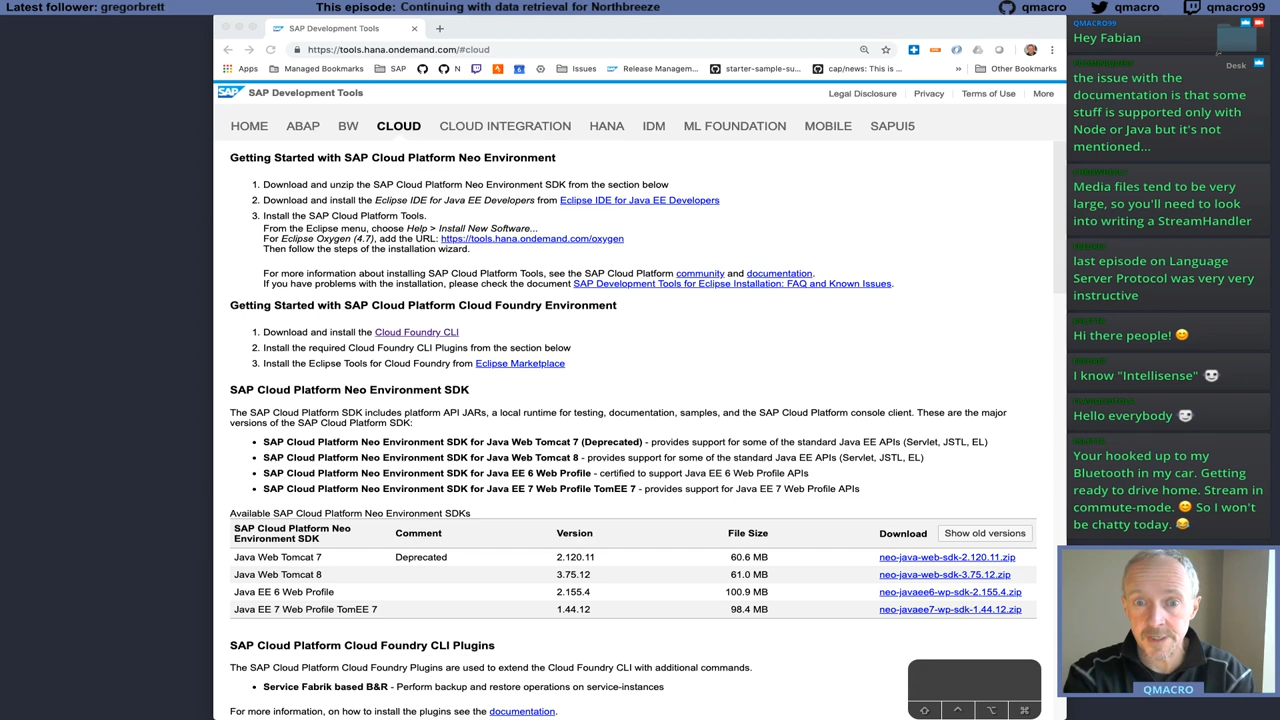 Latest follower: gregorbrett
This episode: Continuing with data retrieval for Northbreeze
qmacro
qmacro
qmacro99
SAP Development Tools
https://tools.hana.ondemand.com/#cloud
Apps
Managed Bookmarks
SAP
N
Issues
Release Managem...
starter-sample-su...
cap/news: This is ...
»
Other Bookmarks
SAP
SAP Development Tools
Legal Disclosure
Privacy
Terms of Use
More
HOME
ABAP
BW
CLOUD
CLOUD INTEGRATION
HANA
IDM
ML FOUNDATION
MOBILE
SAPUI5
Getting Started with SAP Cloud Platform Neo Environment
1. Download and unzip the SAP Cloud Platform Neo Environment SDK from the section below
2. Download and install the Eclipse IDE for Java EE Developers from Eclipse IDE for Java EE Developers
3. Install the SAP Cloud Platform Tools.
From the Eclipse menu, choose Help > Install New Software...
For Eclipse Oxygen (4.7), add the URL: https://tools.hana.ondemand.com/oxygen
Then follow the steps of the installation wizard.
For more information about installing SAP Cloud Platform Tools, see the SAP Cloud Platform community and documentation.
If you have problems with the installation, please check the document SAP Development Tools for Eclipse Installation: FAQ and Known Issues.
Getting Started with SAP Cloud Platform Cloud Foundry Environment
1. Download and install the Cloud Foundry CLI
2. Install the required Cloud Foundry CLI Plugins from the section below
3. Install the Eclipse Tools for Cloud Foundry from Eclipse Marketplace
SAP Cloud Platform Neo Environment SDK
The SAP Cloud Platform SDK includes platform API JARs, a local runtime for testing, documentation, samples, and the SAP Cloud Platform console client. These are the major
versions of the SAP Cloud Platform SDK:
• SAP Cloud Platform Neo Environment SDK for Java Web Tomcat 7 (Deprecated) - provides support for some of the standard Java EE APIs (Servlet, JSTL, EL)
• SAP Cloud Platform Neo Environment SDK for Java Web Tomcat 8 - provides support for some of the standard Java EE APIs (Servlet, JSTL, EL)
• SAP Cloud Platform Neo Environment SDK for Java EE 6 Web Profile - certified to support Java EE 6 Web Profile APIs
• SAP Cloud Platform Neo Environment SDK for Java EE 7 Web Profile TomEE 7 - provides support for Java EE 7 Web Profile APIs
Available SAP Cloud Platform Neo Environment SDKs
SAP Cloud Platform Neo
Environment SDK
Comment
Version
File Size
Download
Show old versions
Java Web Tomcat 7 Deprecated 2.120.11 60.6 MB neo-java-web-sdk-2.120.11.zip
Java Web Tomcat 8 3.75.12 61.0 MB neo-java-web-sdk-3.75.12.zip
Java EE 6 Web Profile 2.155.4 100.9 MB neo-javaee6-wp-sdk-2.155.4.zip
Java EE 7 Web Profile TomEE 7 1.44.12 98.4 MB neo-javaee7-wp-sdk-1.44.12.zip
SAP Cloud Platform Cloud Foundry CLI Plugins
The SAP Cloud Platform Cloud Foundry Plugins are used to extend the Cloud Foundry CLI with additional commands.
• Service Fabrik based B&R - Perform backup and restore operations on service-instances
For more information, on how to install the plugins see the documentation.
QMACRO99
Hey Fabian
Desk
the issue with the
documentation is that some
stuff is supported only with
Node or Java but it's not
mentioned...
Media files tend to be very
large, so you'll need to look
into writing a StreamHandler
last episode on Language
Server Protocol was very very
instructive
Hi there people! 😊
I know "Intellisense"
Hello everybody
Your hooked up to my
Bluetooth in my car. Getting
ready to drive home. Stream in
commute-mode. 😊 So I won't
be chatty today. 😂
QMACRO